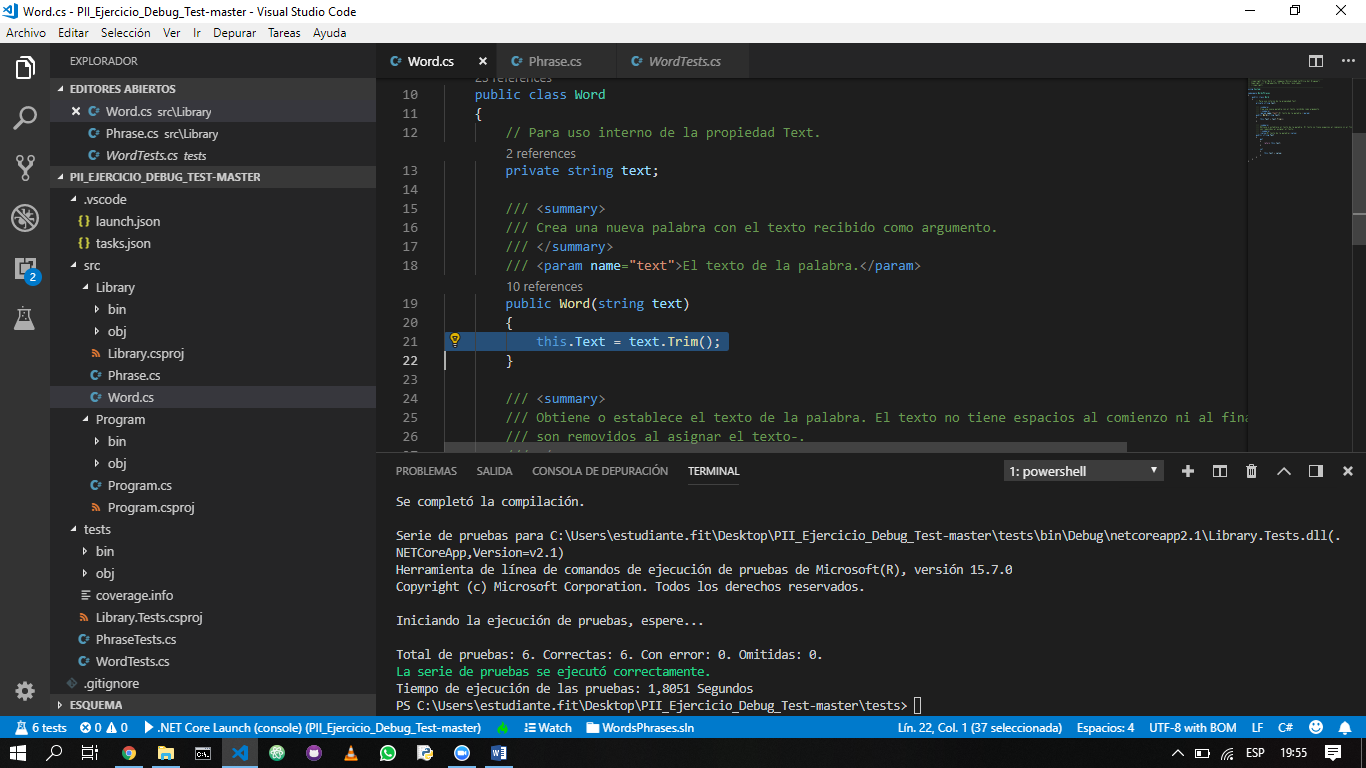 Word.cs - PII_Ejercicio_Debug_Test-master - Visual Studio Code
Archivo Editar Selección Ver Ir Depurar Tareas Ayuda
EXPLORADOR
EDITORES ABIERTOS
Word.cs src\Library
Phrase.cs src\Library
WordTests.cs tests
PII_EJERCICIO_DEBUG_TEST-MASTER
.vscode
launch.json
tasks.json
src
Library
bin
obj
Library.csproj
Phrase.cs
Word.cs
Program
bin
obj
Program.cs
Program.csproj
tests
bin
obj
coverage.info
Library.Tests.csproj
PhraseTests.cs
WordTests.cs
.gitignore
ESQUEMA
2
Word.cs Phrase.cs WordTests.cs
25 references
10 public class Word
11 {
12 // Para uso interno de la propiedad Text.
2 references
13 private string text;
14
15 /// <summary>
16 /// Crea una nueva palabra con el texto recibido como argumento.
17 /// </summary>
18 /// <param name="text">El texto de la palabra.</param>
10 references
19 public Word(string text)
20 {
21 this.Text = text.Trim();
22 }
23
24 /// <summary>
25 /// Obtiene o establece el texto de la palabra. El texto no tiene espacios al comienzo ni al fina
26 /// son removidos al asignar el texto-.
PROBLEMAS SALIDA CONSOLA DE DEPURACIÓN TERMINAL
1: powershell
Se completó la compilación.
Serie de pruebas para C:\Users\estudiante.fit\Desktop\PII_Ejercicio_Debug_Test-master\tests\bin\Debug\netcoreapp2.1\Library.Tests.dll(.
NETCoreApp,Version=v2.1)
Herramienta de línea de comandos de ejecución de pruebas de Microsoft(R), versión 15.7.0
Copyright (c) Microsoft Corporation. Todos los derechos reservados.
Iniciando la ejecución de pruebas, espere...
Total de pruebas: 6. Correctas: 6. Con error: 0. Omitidas: 0.
La serie de pruebas se ejecutó correctamente.
Tiempo de ejecución de las pruebas: 1,8051 Segundos
PS C:\Users\estudiante.fit\Desktop\PII_Ejercicio_Debug_Test-master\tests>
6 tests 0 0 .NET Core Launch (console) (PII_Ejercicio_Debug_Test-master) Watch WordsPhrases.sln Lín. 22, Col. 1 (37 seleccionada) Espacios: 4 UTF-8 with BOM LF C#
ESP 19:55